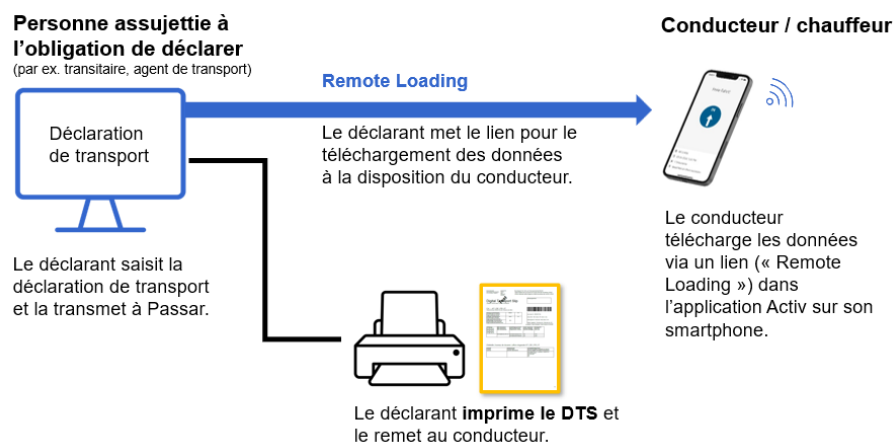 Personne assujettie à
l'obligation de déclarer
(par ex. transitaire, agent de transport)
Conducteur / chauffeur
Remote Loading
Déclaration
de transport
Le déclarant met le lien pour le
téléchargement des données
à la disposition du conducteur.
Le déclarant saisit la
déclaration de transport
et la transmet à Passar.
Le conducteur
télécharge les données
via un lien (« Remote
Loading ») dans
l'application Activ sur son
smartphone.
Le déclarant imprime le DTS et
le remet au conducteur.